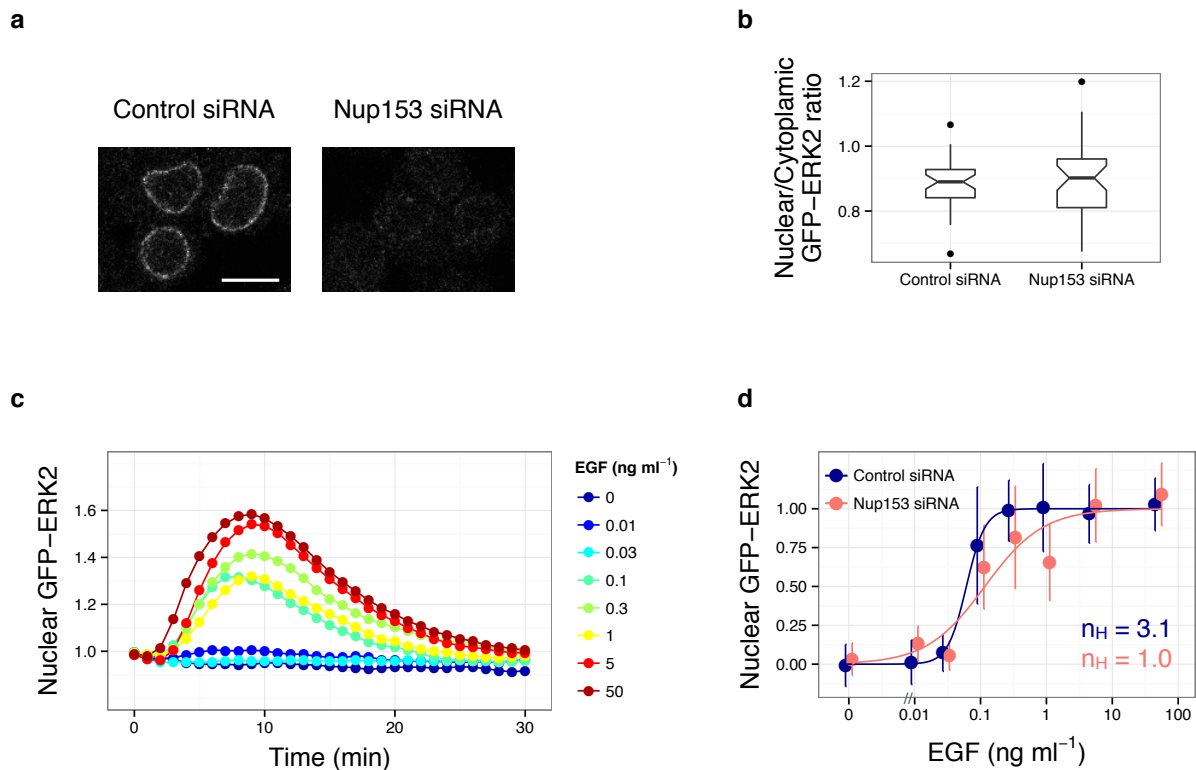 a
Control siRNA Nup153 siRNA
b
Nuclear/Cytoplamic
GFP−ERK2 ratio
1.2
1.0
0.8
Control siRNA Nup153 siRNA
c
Nuclear GFP−ERK2
1.6
1.4
1.2
1.0
0 10 20 30
Time (min)
EGF (ng ml⁻¹)
0
0.01
0.03
0.1
0.3
1
5
50
d
Nuclear GFP−ERK2
1.00
0.75
0.50
0.25
0.00
Control siRNA
Nup153 siRNA
nH = 3.1
nH = 1.0
0 // 0.01 0.1 1 10 100
EGF (ng ml⁻¹)